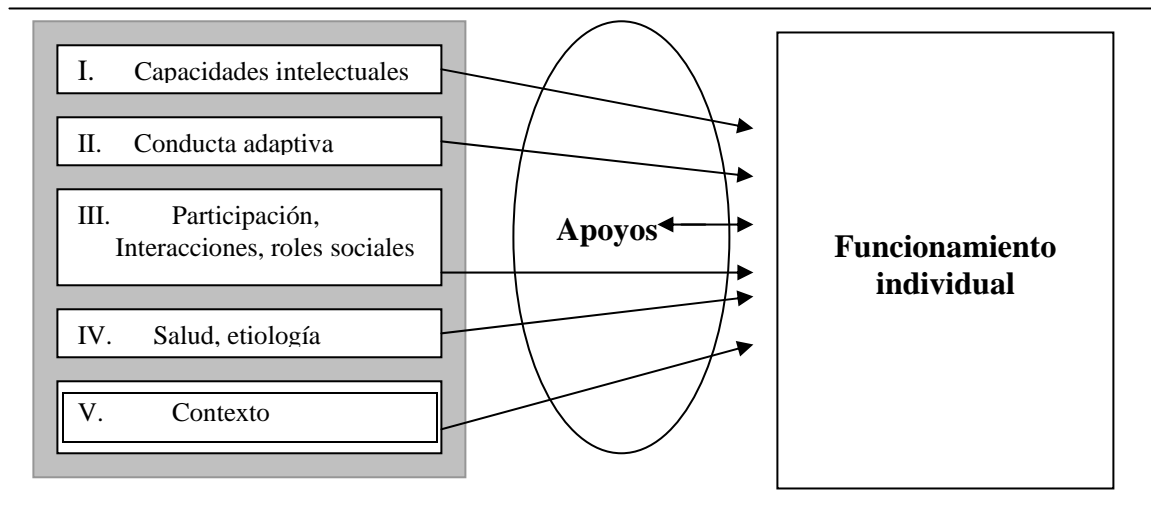 I. Capacidades intelectuales
II. Conducta adaptiva
III. Participación,
Interacciones, roles sociales
IV. Salud, etiología
V. Contexto
Apoyos
Funcionamiento
individual